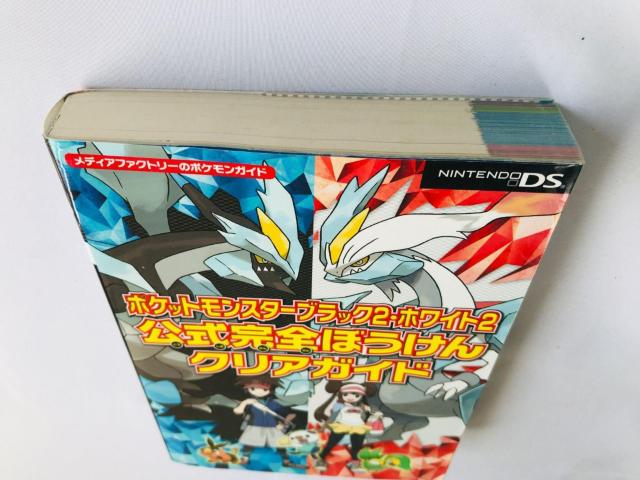 メディアファクトリーのポケモンガイド
NINTENDO DS
ポケットモンスターブラック2・ホワイト2
公式完全ぼうけん
クリアガイド